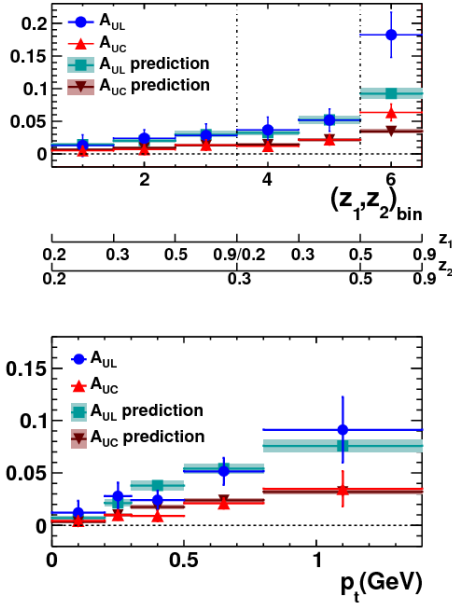 0.2
A_UL
A_UC
0.15
A_UL prediction
0.1
A_UC prediction
0.05
0
2 4 6
(z_1,z_2)_bin
z_1
0.2 0.3 0.5 0.9/0.2 0.3 0.5 0.9
z_2
0.2 0.3 0.5 0.9
A_UL
0.15
A_UC
A_UL prediction
0.1
A_UC prediction
0.05
0
0 0.5 1
p_t(GeV)